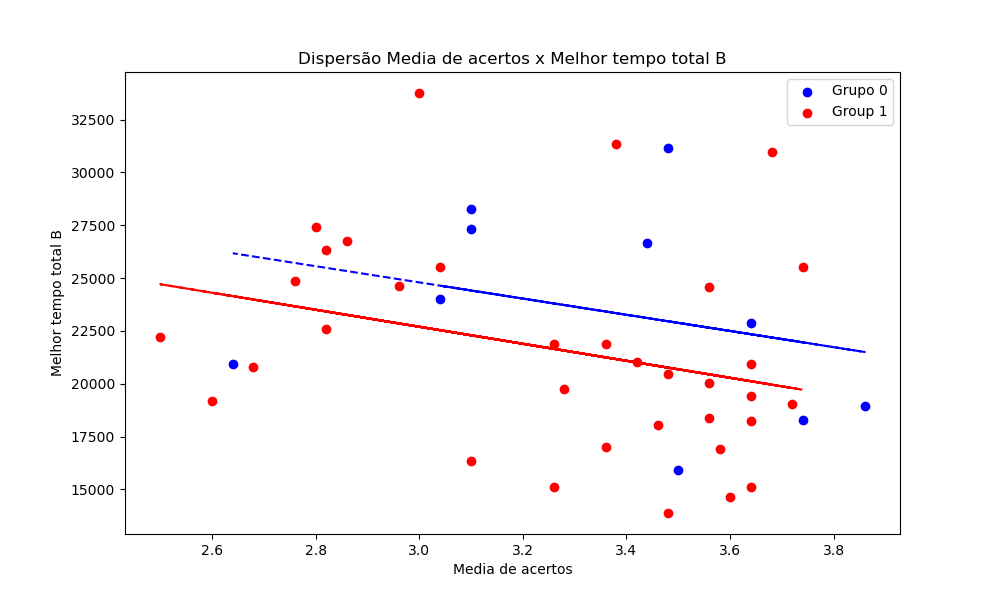 Dispersão Media de acertos x Melhor tempo total B
Grupo 0
Group 1
32500
30000
27500
25000
22500
20000
17500
15000
Melhor tempo total B
2.6 2.8 3.0 3.2 3.4 3.6 3.8
Media de acertos